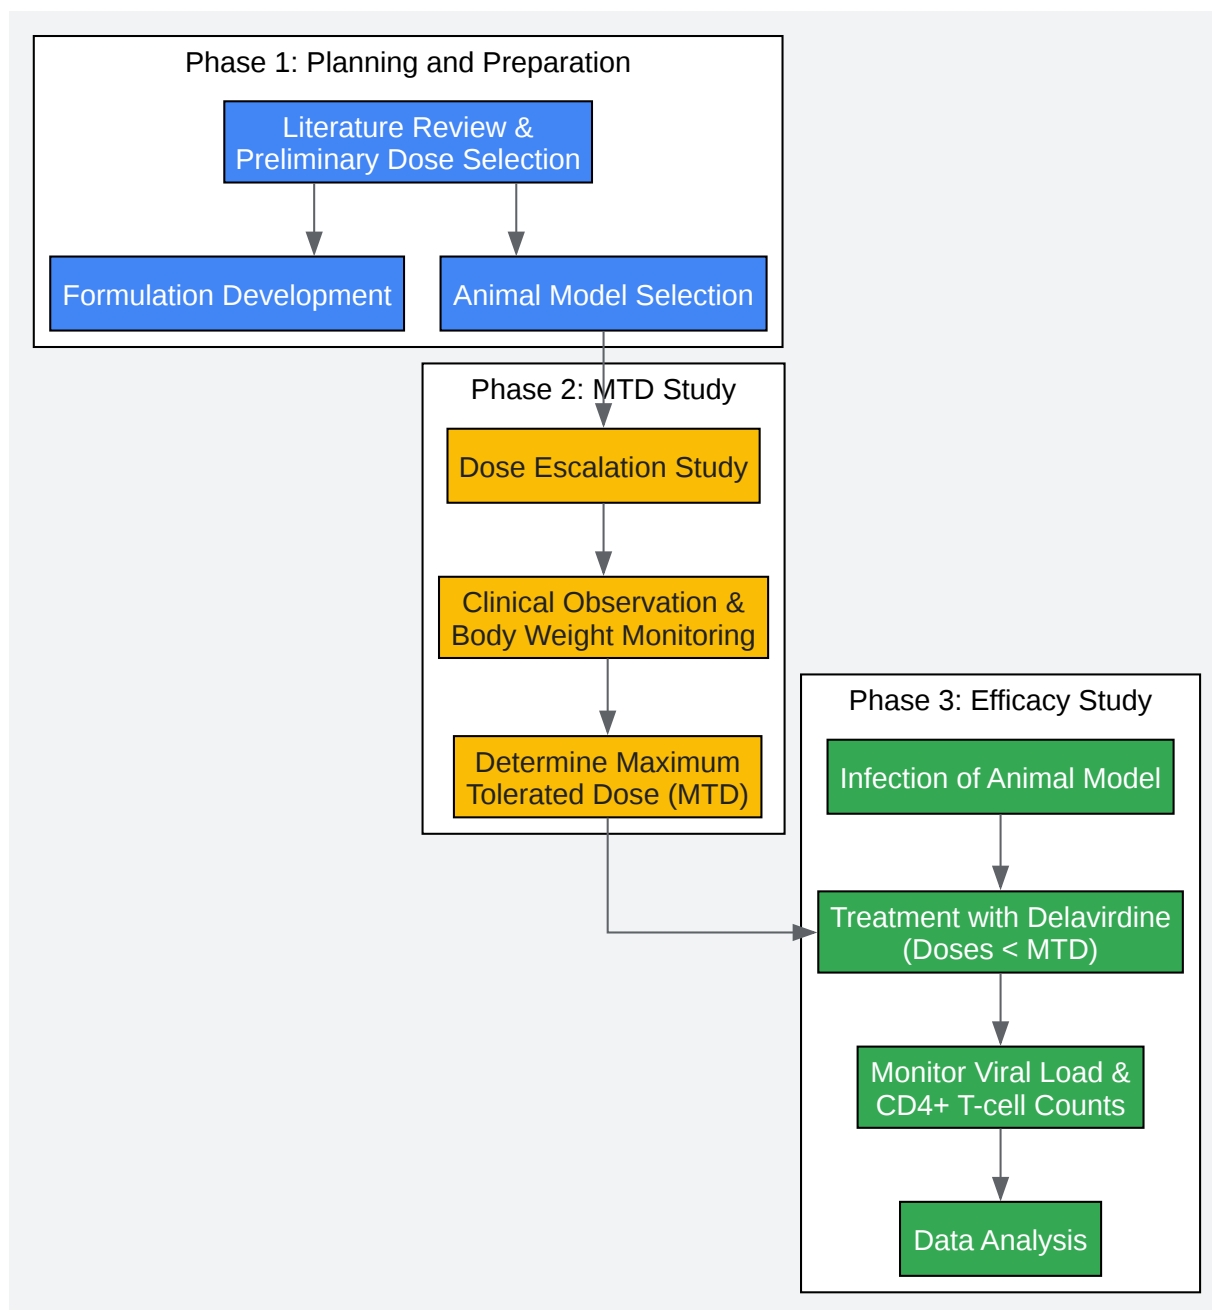 Phase 1: Planning and Preparation
Literature Review &
Preliminary Dose Selection
Formulation Development
Animal Model Selection
Phase 2: MTD Study
Dose Escalation Study
Clinical Observation &
Body Weight Monitoring
Determine Maximum
Tolerated Dose (MTD)
Phase 3: Efficacy Study
Infection of Animal Model
Treatment with Delavirdine
(Doses < MTD)
Monitor Viral Load &
CD4+ T-cell Counts
Data Analysis